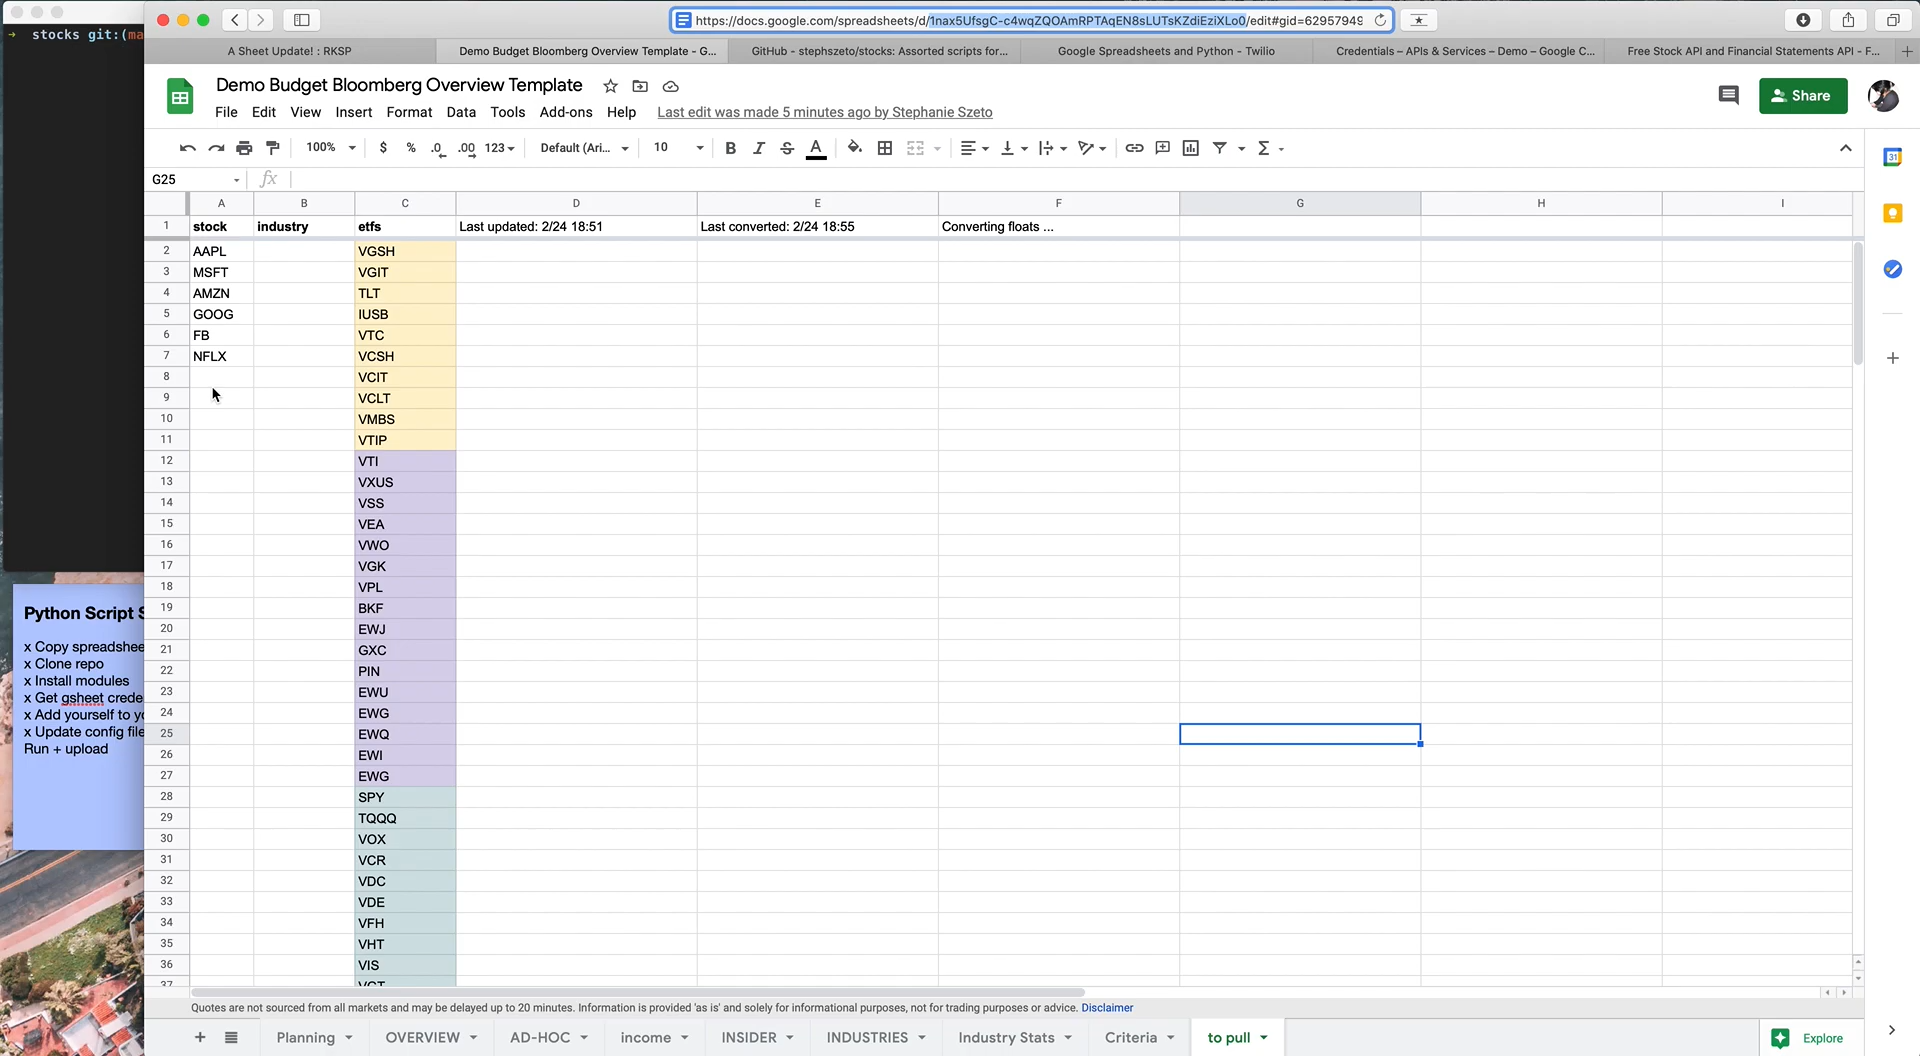 stocks git:(ma
https://docs.google.com/spreadsheets/d/1nax5UfsgC-c4wqZQOAmRPTAqEN8sLUTsKZdiEziXLo0/edit#gid=62957949
A Sheet Update! : RKSP
Demo Budget Bloomberg Overview Template - G...
GitHub - stephszeto/stocks: Assorted scripts for...
Google Spreadsheets and Python - Twilio
Credentials – APIs & Services – Demo – Google C...
Free Stock API and Financial Statements API - F...
Demo Budget Bloomberg Overview Template
Share
File Edit View Insert Format Data Tools Add-ons Help Last edit was made 5 minutes ago by Stephanie Szeto
100% $ % .0 .00 123 Default (Ari... 10 B I S A Σ
31
G25 fx
A B C D E F G H I
1 stock industry etfs Last updated: 2/24 18:51 Last converted: 2/24 18:55 Converting floats ...
2 AAPL VGSH
3 MSFT VGIT
4 AMZN TLT
5 GOOG IUSB
6 FB VTC
7 NFLX VCSH
8 VCIT
9 VCLT
10 VMBS
11 VTIP
12 VTI
13 VXUS
14 VSS
15 VEA
16 VWO
17 VGK
18 VPL
19 BKF
20 EWJ
21 GXC
22 PIN
23 EWU
24 EWG
25 EWQ
26 EWI
27 EWG
28 SPY
29 TQQQ
30 VOX
31 VCR
32 VDC
33 VDE
34 VFH
35 VHT
36 VIS
37 VGT
Python Script S
x Copy spreadshee
x Clone repo
x Install modules
x Get gsheet crede
x Add yourself to yo
x Update config file
Run + upload
Quotes are not sourced from all markets and may be delayed up to 20 minutes. Information is provided 'as is' and solely for informational purposes, not for trading purposes or advice. Disclaimer
Planning OVERVIEW AD-HOC income INSIDER INDUSTRIES Industry Stats Criteria to pull Explore